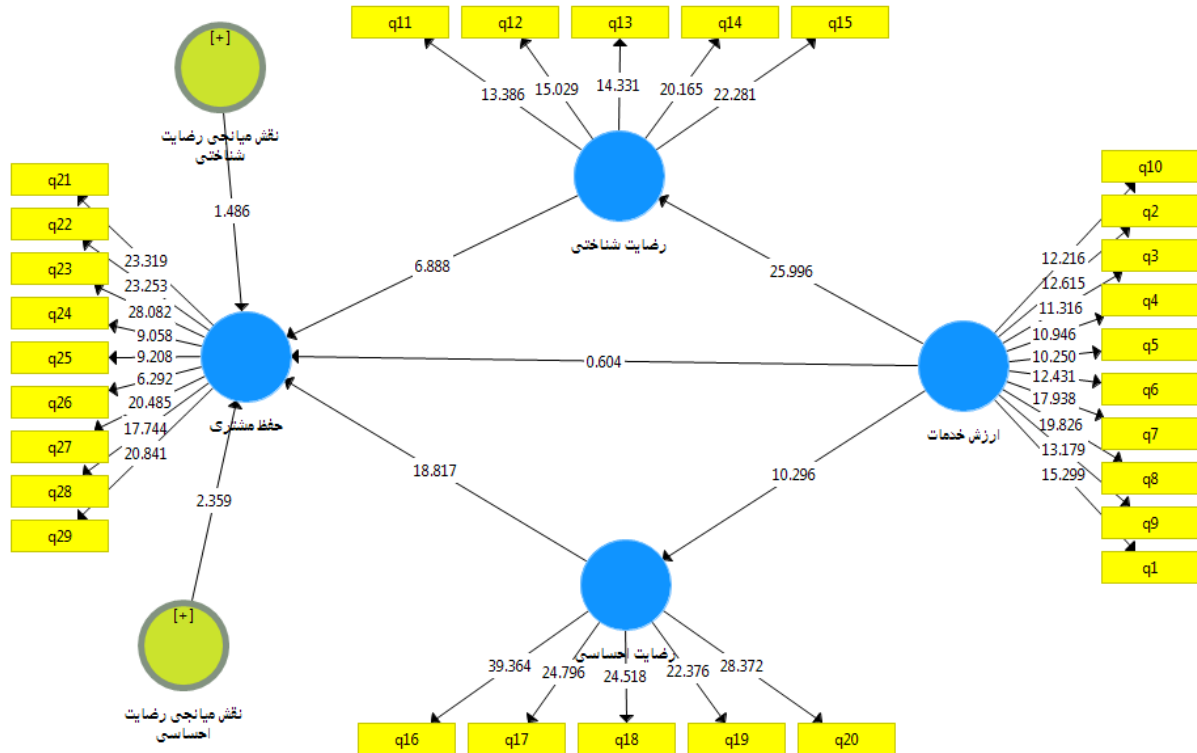 q11
q12
q13
q14
q15
13.386
15.029
14.331
20.165
22.281
[+]
نقش میانجی رضایت
شناختی
1.486
رضایت شناختی
q21
q22
q23
q24
q25
q26
q27
q28
q29
23.319
23.253
28.082
9.058
9.208
6.292
20.485
17.744
20.841
حفظ مشتری
6.888
25.996
0.604
18.817
10.296
ارزش خدمات
q10
q2
q3
q4
q5
q6
q7
q8
q9
q1
12.216
12.615
11.316
10.946
10.250
12.431
17.938
19.826
13.179
15.299
2.359
[+]
نقش میانجی رضایت
احساسی
رضایت احساسی
39.364
24.796
24.518
22.376
28.372
q16
q17
q18
q19
q20